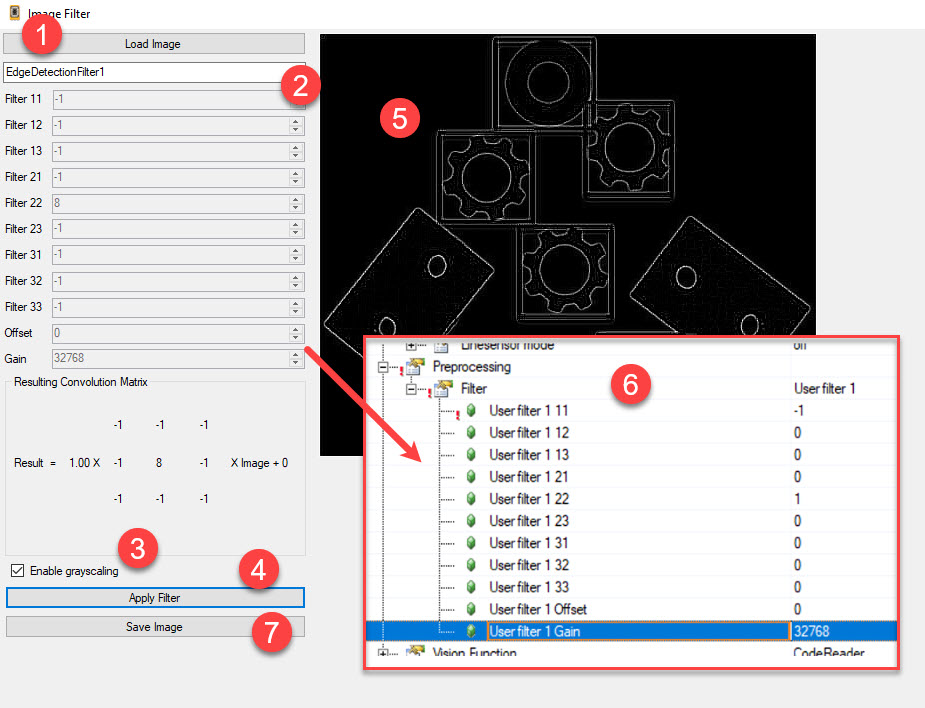 Image Filter
1
Load Image
EdgeDetectionFilter1
2
Filter 11 -1
Filter 12 -1
Filter 13 -1
Filter 21 -1
Filter 22 8
Filter 23 -1
Filter 31 -1
Filter 32 -1
Filter 33 -1
Offset 0
Gain 32768
Resulting Convolution Matrix
-1 -1 -1
Result = 1.00 X -1 8 -1 X Image + 0
-1 -1 -1
3
Enable grayscaling
4
Apply Filter
Save Image
7
5
Linesensor mode off
Preprocessing
6
Filter User filter 1
User filter 1 11 -1
User filter 1 12 0
User filter 1 13 0
User filter 1 21 0
User filter 1 22 1
User filter 1 23 0
User filter 1 31 0
User filter 1 32 0
User filter 1 33 0
User filter 1 Offset 0
User filter 1 Gain 32768
Vision Function CodeReader